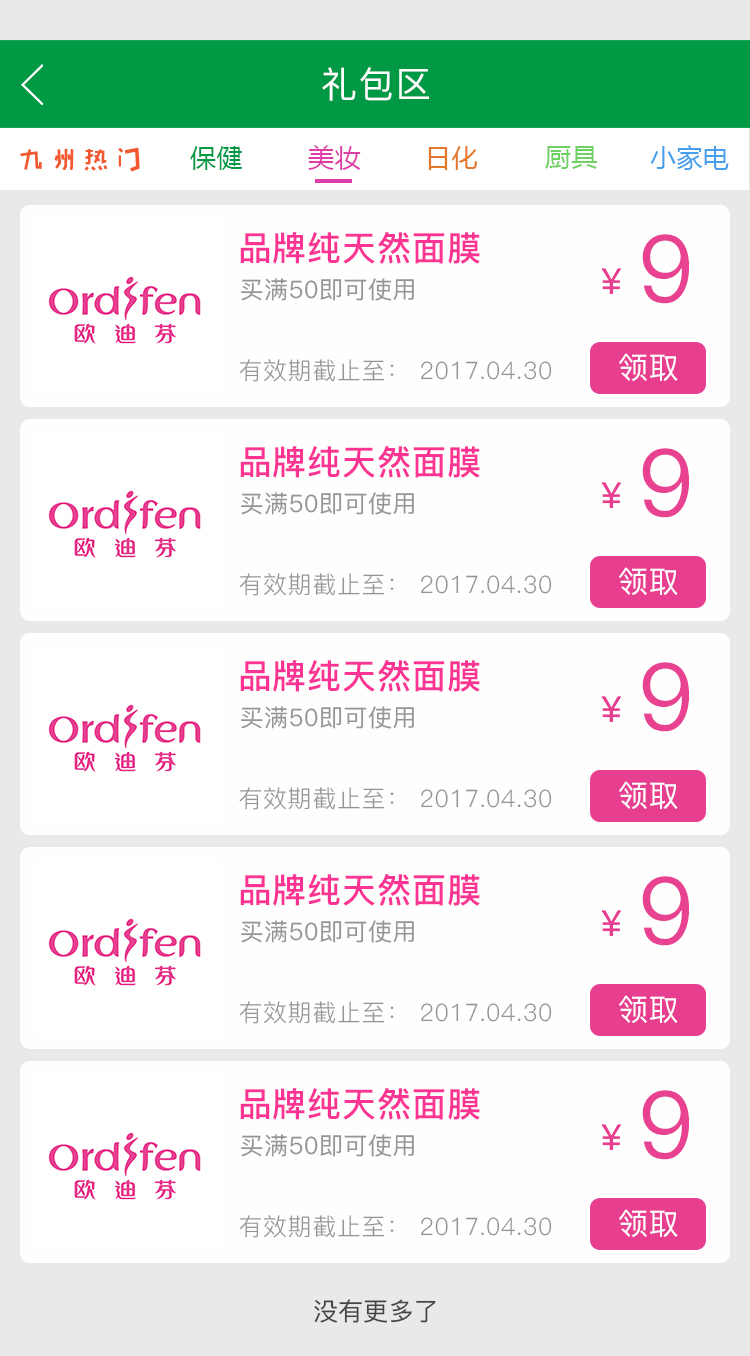 礼包区
九州热门 保健 美妆 日化 厨具 小家电
品牌纯天然面膜
买满50即可使用
¥ 9
Ordifen
欧迪芬
有效期截止至: 2017.04.30
领取
品牌纯天然面膜
买满50即可使用
¥ 9
Ordifen
欧迪芬
有效期截止至: 2017.04.30
领取
品牌纯天然面膜
买满50即可使用
¥ 9
Ordifen
欧迪芬
有效期截止至: 2017.04.30
领取
品牌纯天然面膜
买满50即可使用
¥ 9
Ordifen
欧迪芬
有效期截止至: 2017.04.30
领取
品牌纯天然面膜
买满50即可使用
¥ 9
Ordifen
欧迪芬
有效期截止至: 2017.04.30
领取
没有更多了